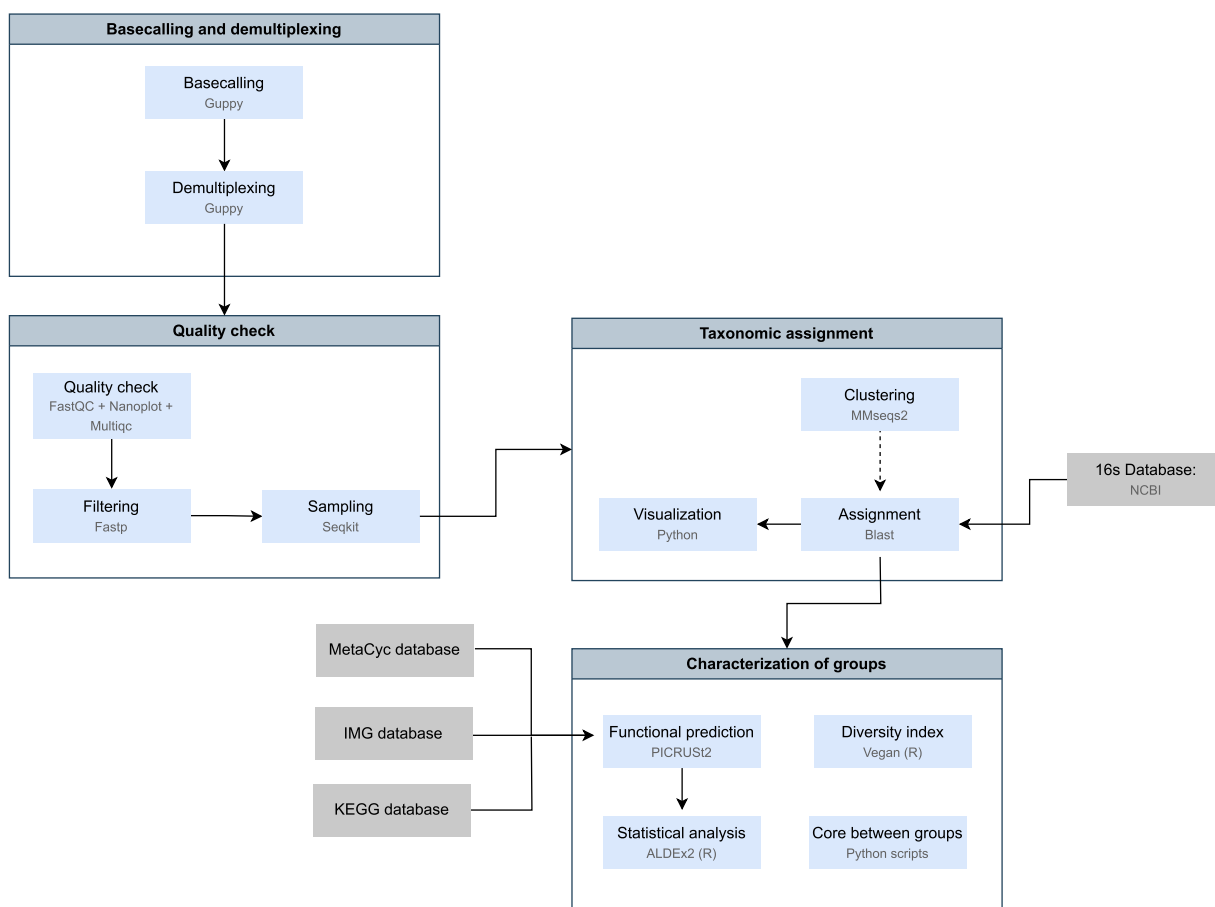 Basecalling and demultiplexing
Basecalling
Guppy
Demultiplexing
Guppy
Quality check
Quality check
FastQC + Nanoplot +
Multiqc
Filtering
Fastp
Sampling
Seqkit
Taxonomic assignment
Clustering
MMseqs2
Visualization
Python
Assignment
Blast
16s Database:
NCBI
MetaCyc database
IMG database
KEGG database
Characterization of groups
Functional prediction
PICRUSt2
Diversity index
Vegan (R)
Statistical analysis
ALDEx2 (R)
Core between groups
Python scripts